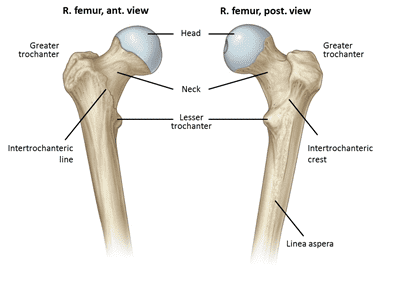 R. femur, ant. view
R. femur, post. view
Head
Greater
trochanter
Greater
trochanter
Neck
Lesser
trochanter
Intertrochanteric
line
Intertrochanteric
crest
Linea aspera